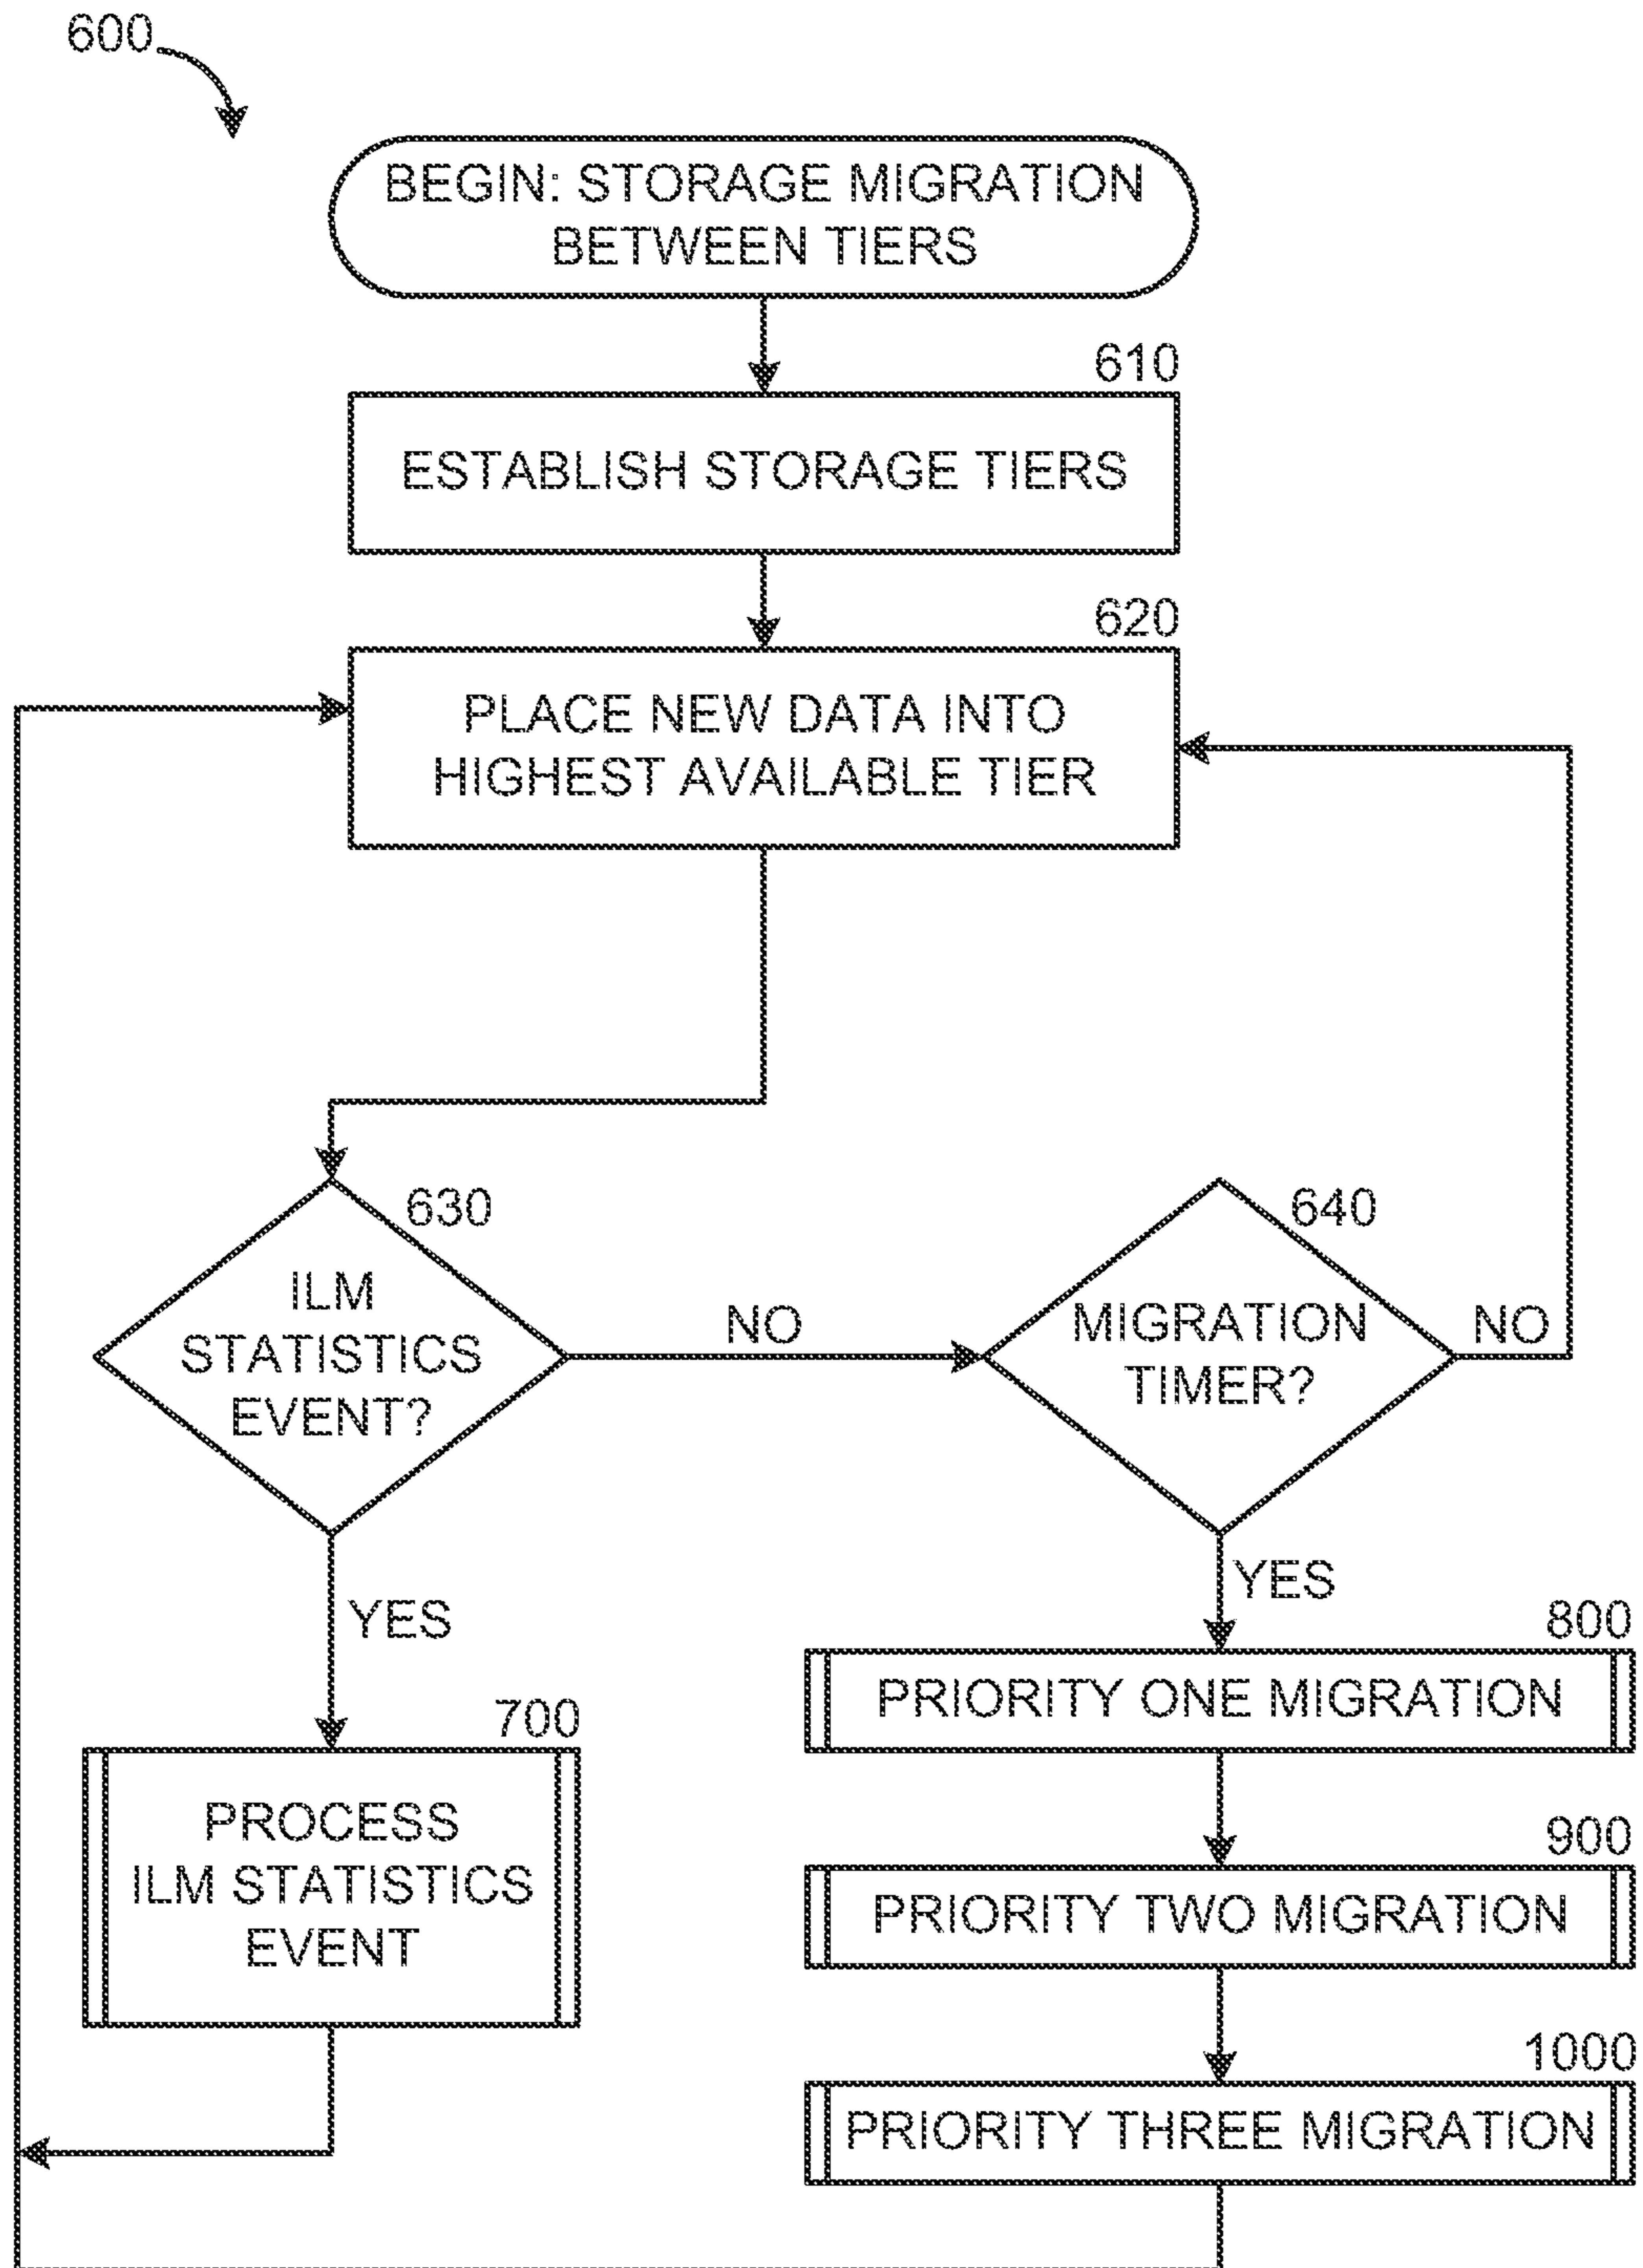 600
BEGIN: STORAGE MIGRATION
BETWEEN TIERS
610
ESTABLISH STORAGE TIERS
620
PLACE NEW DATA INTO
HIGHEST AVAILABLE TIER
630
ILM
STATISTICS
EVENT?
NO
640
MIGRATION
TIMER?
NO
YES
700
PROCESS
ILM STATISTICS
EVENT
YES
800
PRIORITY ONE MIGRATION
900
PRIORITY TWO MIGRATION
1000
PRIORITY THREE MIGRATION